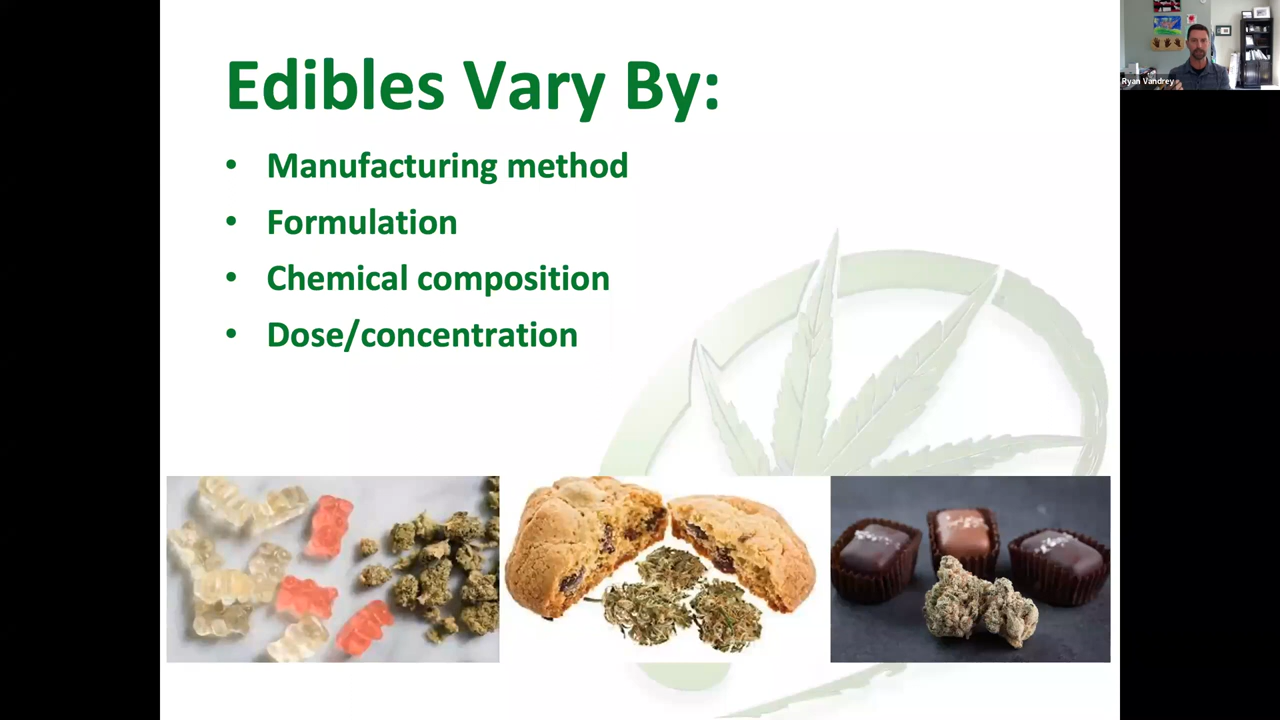 Edibles Vary By:
• Manufacturing method
• Formulation
• Chemical composition
• Dose/concentration
Ryan Vandrey